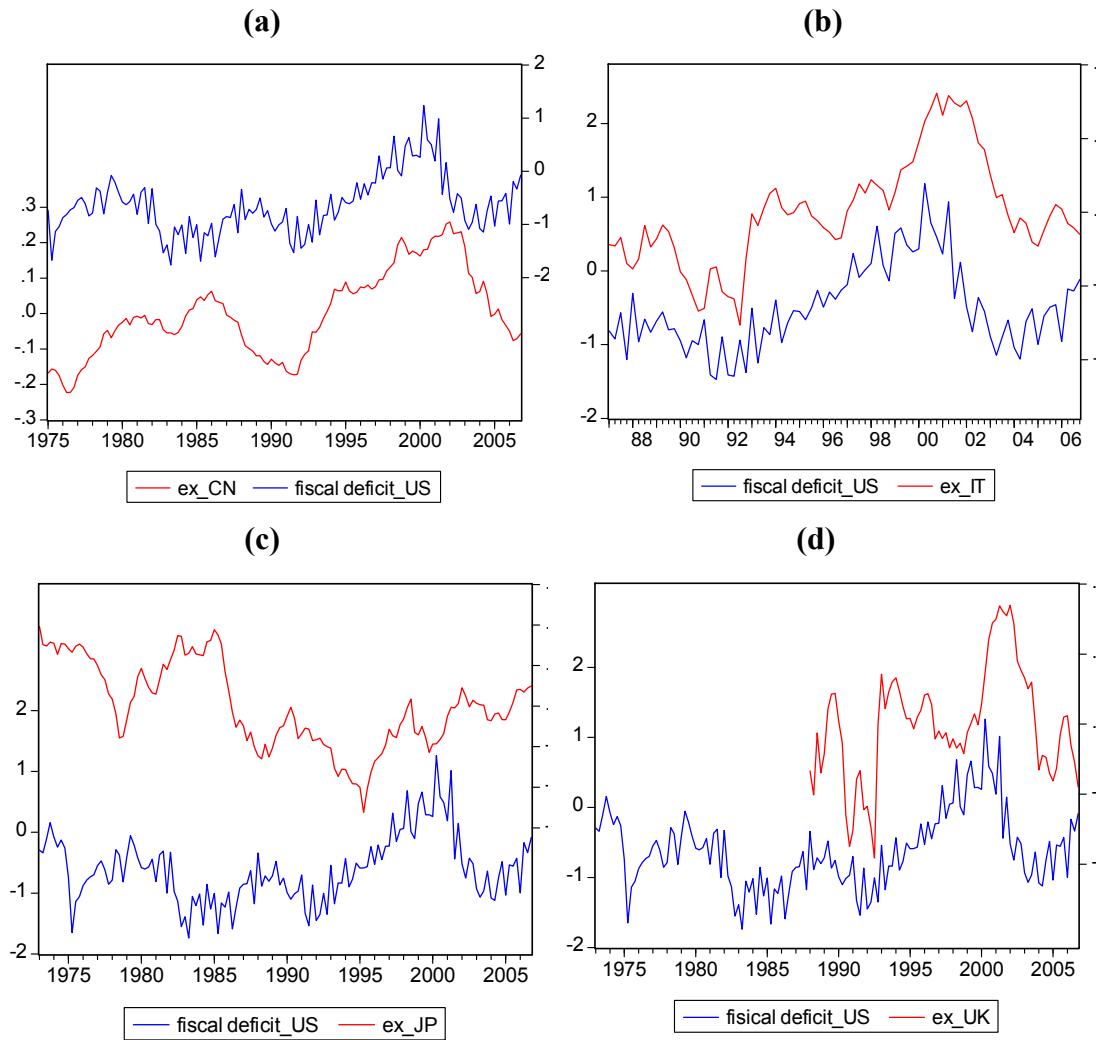 (a)
2
1
0
-1
-2
.3
.2
.1
.0
-.1
-.2
-.3
1975 1980 1985 1990 1995 2000 2005
ex_CN fiscal deficit_US
(b)
2
1
0
-1
-2
88 90 92 94 96 98 00 02 04 06
fiscal deficit_US ex_IT
(c)
2
1
0
-1
-2
1975 1980 1985 1990 1995 2000 2005
fiscal deficit_US ex_JP
(d)
2
1
0
-1
-2
1975 1980 1985 1990 1995 2000 2005
fisical deficit_US ex_UK